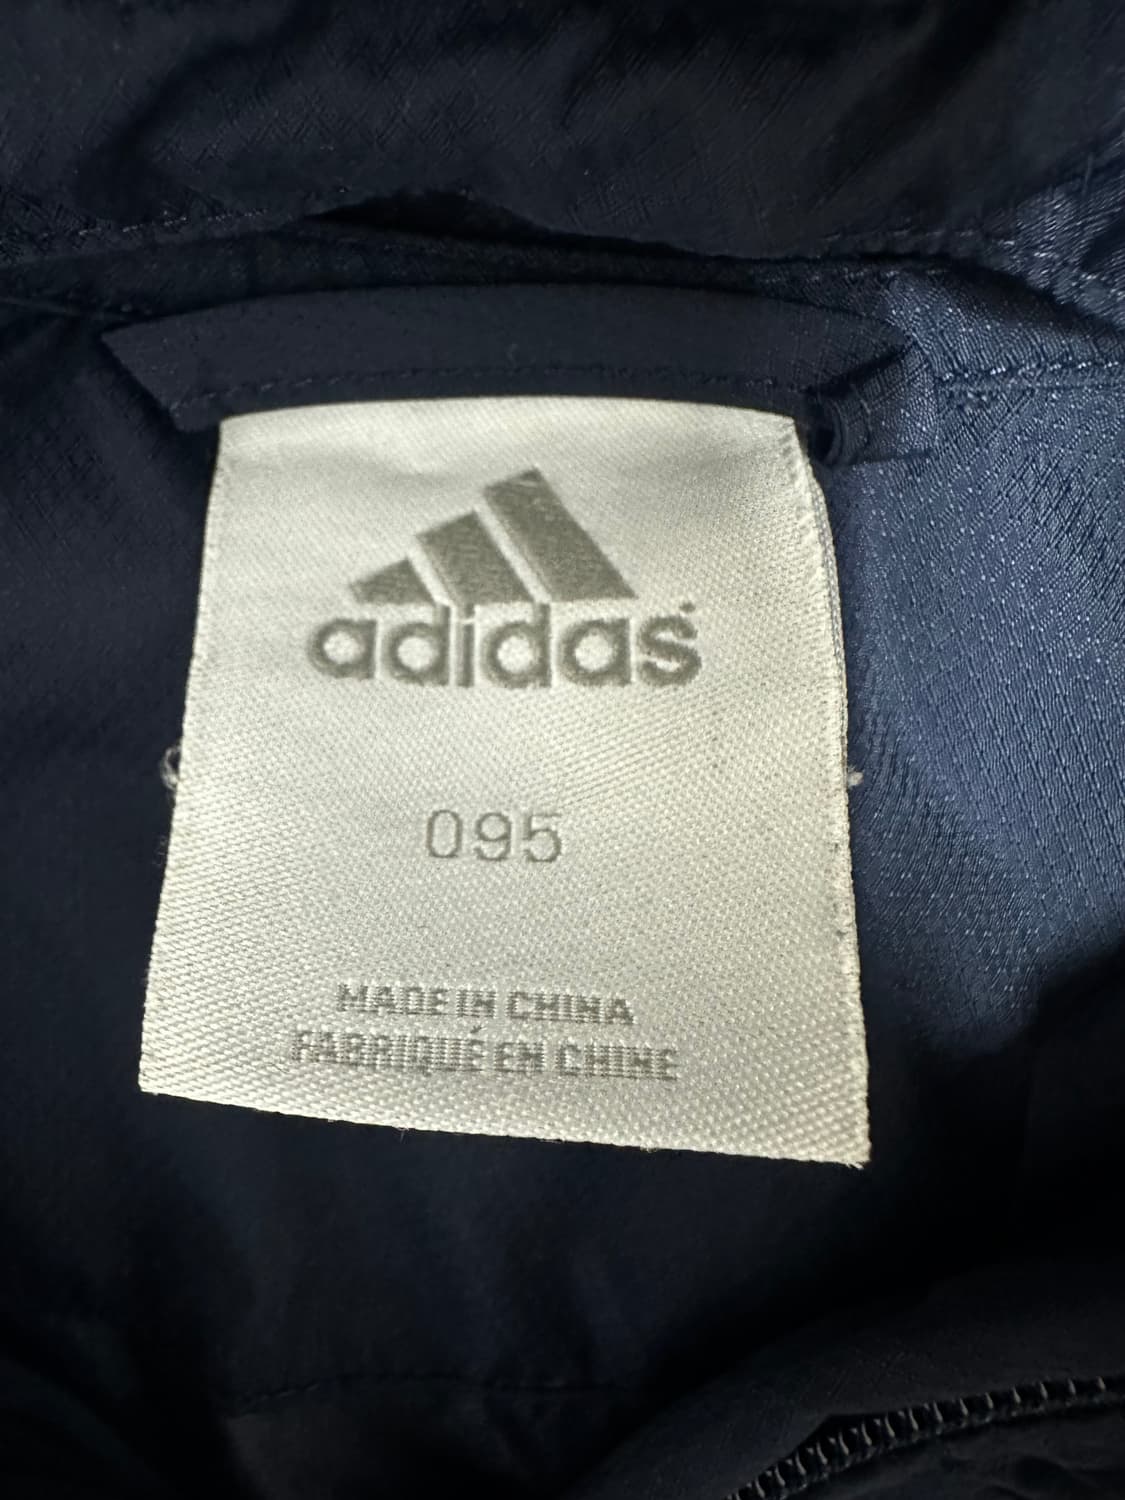 adidas
095
MADE IN CHINA
FABRIQUÉ EN CHINE